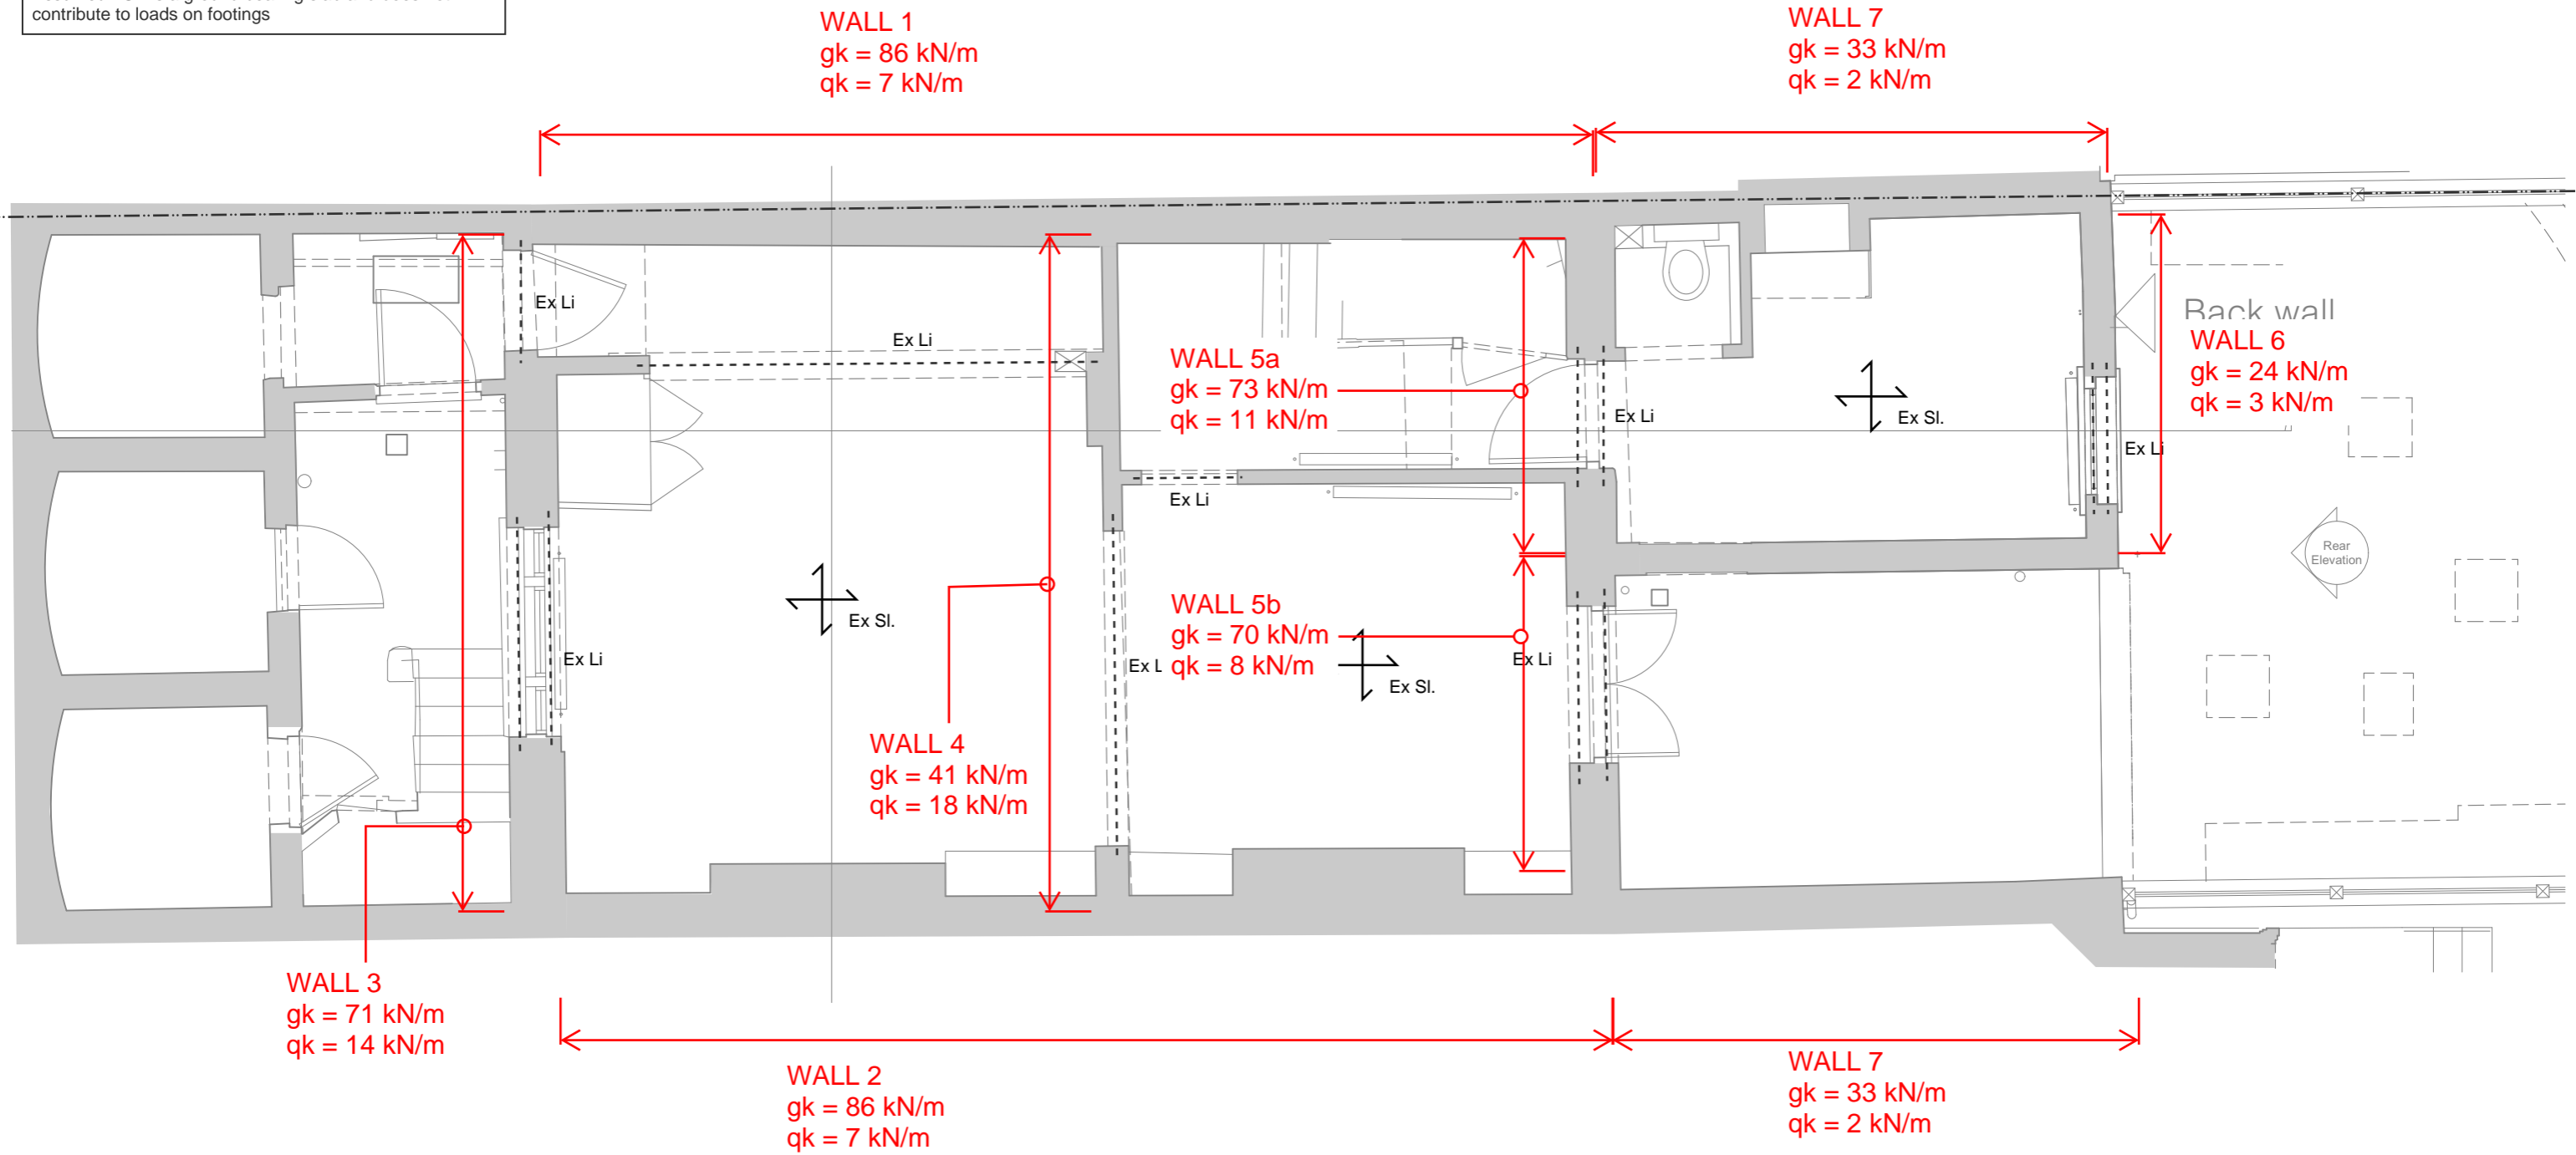 contribute to loads on footings
WALL 1
gk = 86 kN/m
qk = 7 kN/m
WALL 7
gk = 33 kN/m
qk = 2 kN/m
Ex Li
Ex Li
WALL 5a
gk = 73 kN/m
qk = 11 kN/m
Ex Li
Ex Sl.
Back wall
WALL 6
gk = 24 kN/m
qk = 3 kN/m
Ex Li
Ex Li
Rear
Elevation
Ex Sl.
Ex Li
WALL 5b
gk = 70 kN/m
qk = 8 kN/m
Ex L
Ex Li
Ex Sl.
WALL 4
gk = 41 kN/m
qk = 18 kN/m
WALL 3
gk = 71 kN/m
qk = 14 kN/m
WALL 2
gk = 86 kN/m
qk = 7 kN/m
WALL 7
gk = 33 kN/m
qk = 2 kN/m